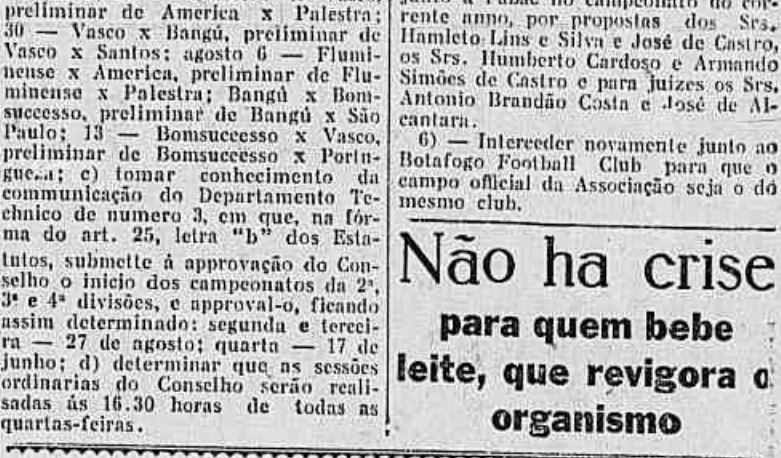 preliminar de America x Palestra;
30 — Vasco x Bangú, preliminar de
Vasco x Santos; agosto 6 — Flumi-
nense x America, preliminar de Flu-
minense x Palestra; Bangú x Bom-
successo, preliminar de Bangú x São
Paulo; 13 — Bomsuccesso x Vasco,
preliminar de Bomsuccesso x Portu-
c) tomar conhecimento da
communicação do Departamento Te-
chnico de numero 3, em que, na fór-
ma do art. 25, letra "b" dos Esta-
tutos, submette á approvação do Con-
selho o inicio dos campeonatos da 2ª,
3ª e 4ª divisões, e approval-o, ficando
assim determinado: segunda e tercei-
ra — 27 de agosto; quarta — 17 de
junho; d) determinar que as sessões
ordinarias do Conselho serão reali-
sadas ás 16.30 horas de todas as
quartas-feiras.
rente anno, por propostas dos Srs.
Hamleto Lins e Silva e José de Castro,
os Srs. Humberto Cardoso e Armando
Simões de Castro e para juizes os Srs.
Antonio Brandão Costa e José de Al-
cantara.
6) — Interceder novamente junto ao
Botafogo Football Club para que o
campo official da Associação seja o do
mesmo club.
Não ha crise
para quem bebe
leite, que revigora o
organismo